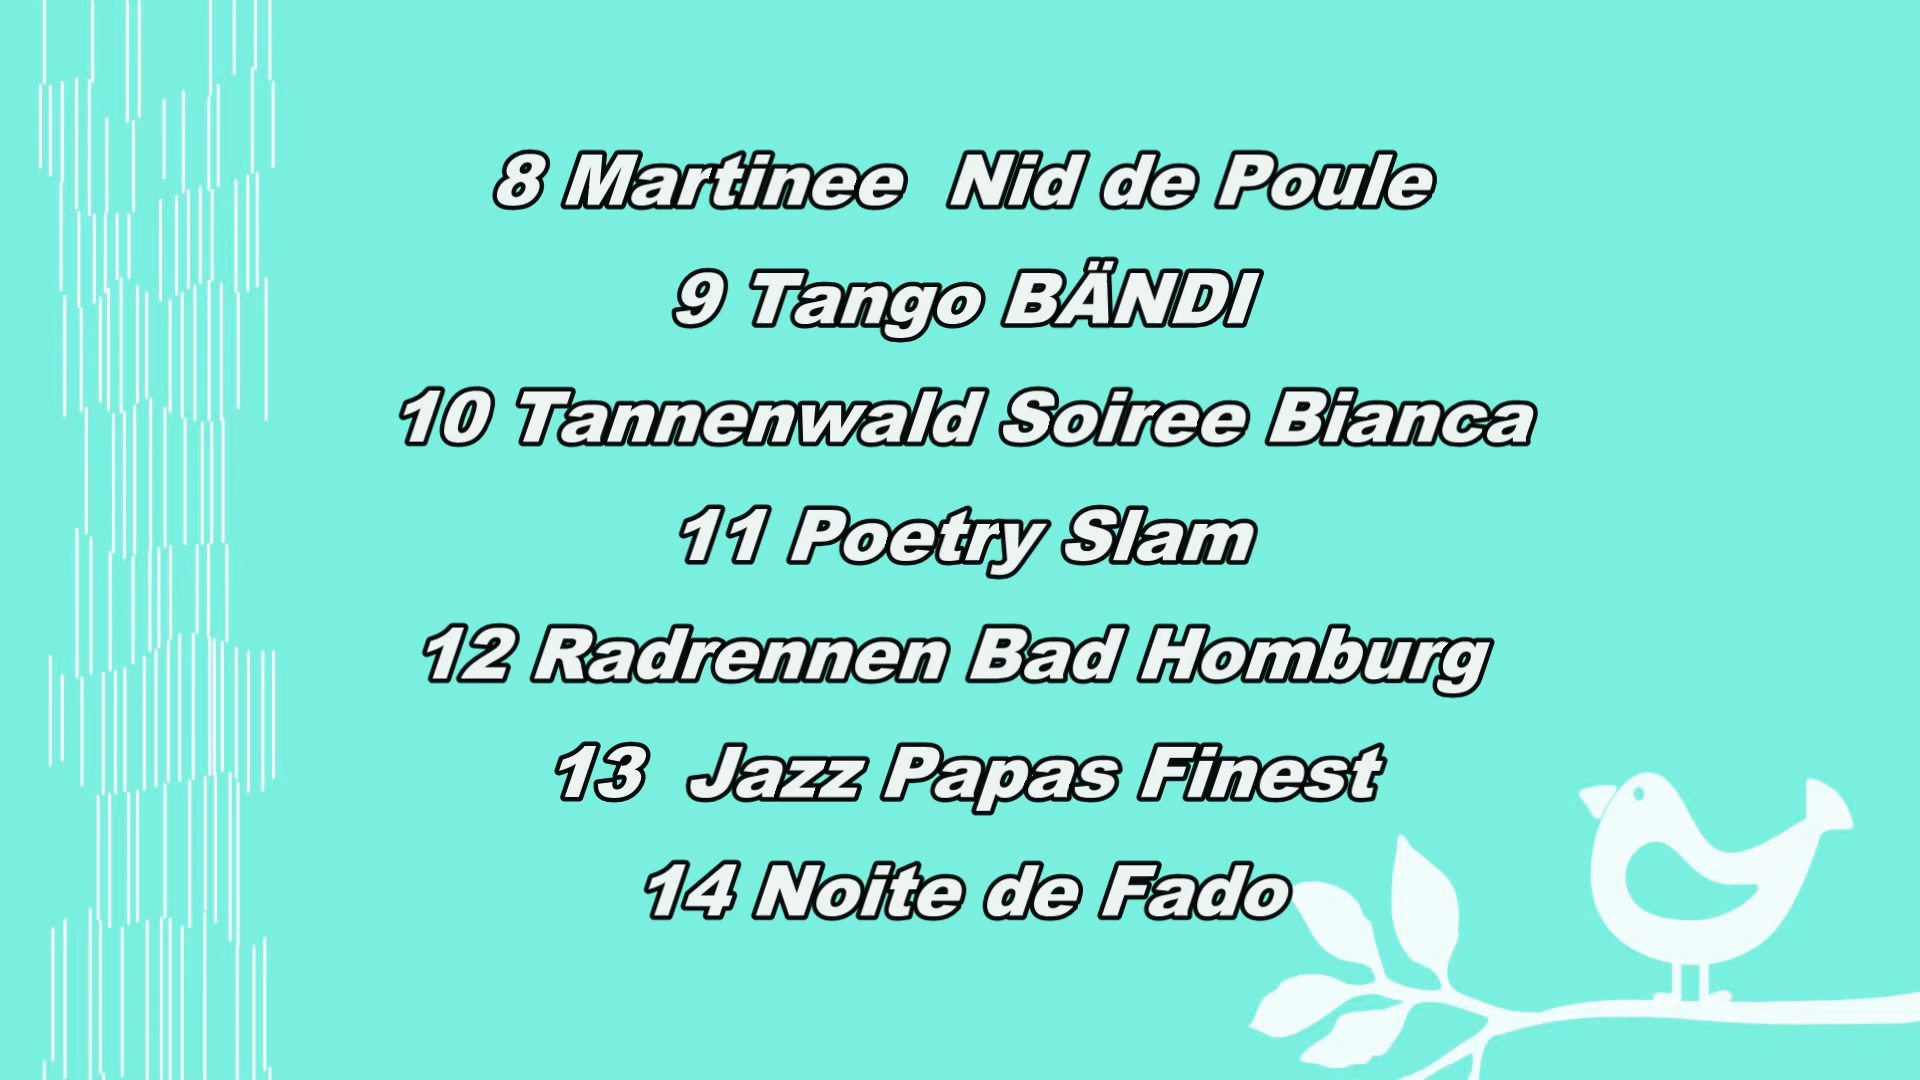 8 Martinee  Nid de Poule
9 Tango BÄNDI
10 Tannenwald Soiree Bianca
11 Poetry Slam
12 Radrennen Bad Homburg
13  Jazz Papas Finest
14 Noite de Fado